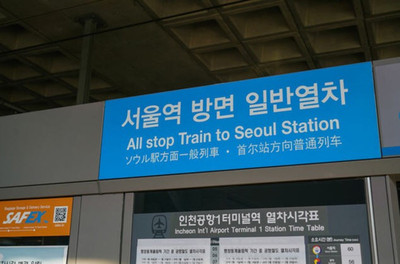 서울역 방면 일반열차
All stop Train to Seoul Station
ソウル駅方面一般列車・首尔站方向普通列车
SAFEX
인천공항1터미널역 열차시각표
Incheon Int'l Airport Terminal 1 Station Time Table